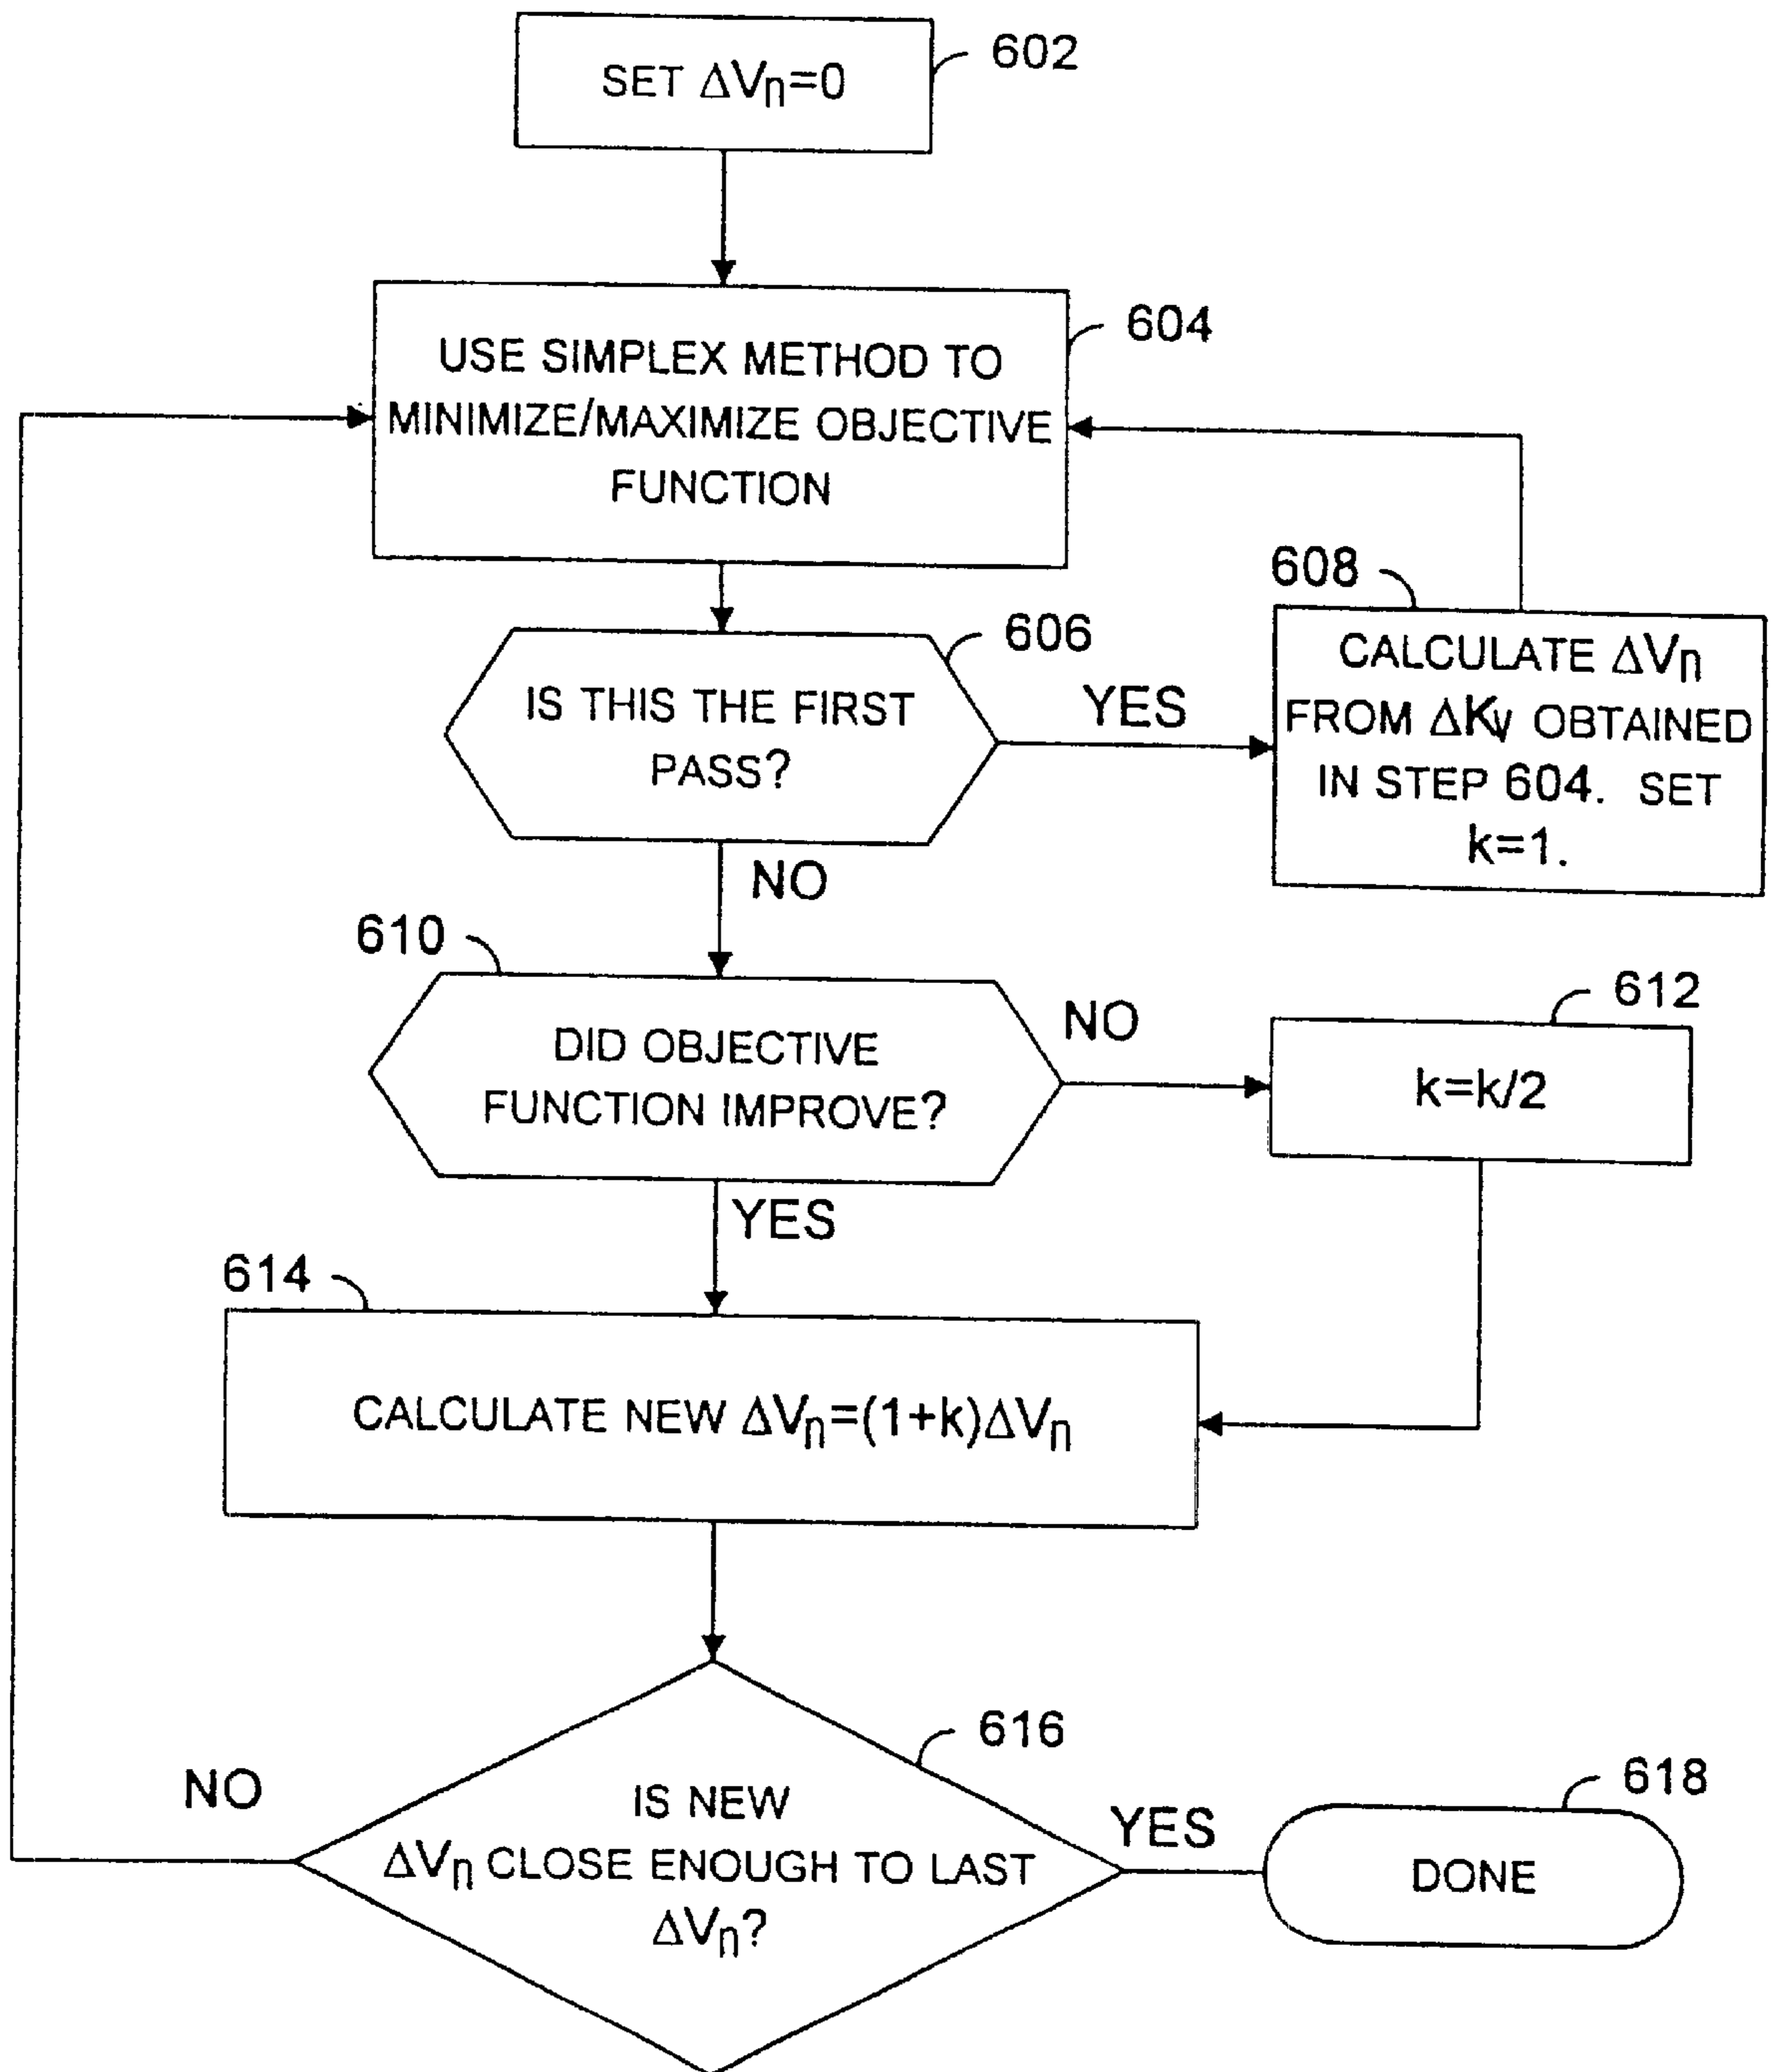 602
SET ΔVn=0
604
USE SIMPLEX METHOD TO
MINIMIZE/MAXIMIZE OBJECTIVE
FUNCTION
606
IS THIS THE FIRST
PASS?
YES
608
CALCULATE ΔVn
FROM ΔKv OBTAINED
IN STEP 604. SET
k=1.
NO
610
DID OBJECTIVE
FUNCTION IMPROVE?
NO
612
k=k/2
YES
614
CALCULATE NEW ΔVn=(1+k)ΔVn
616
IS NEW
ΔVn CLOSE ENOUGH TO LAST
ΔVn?
NO
YES
618
DONE